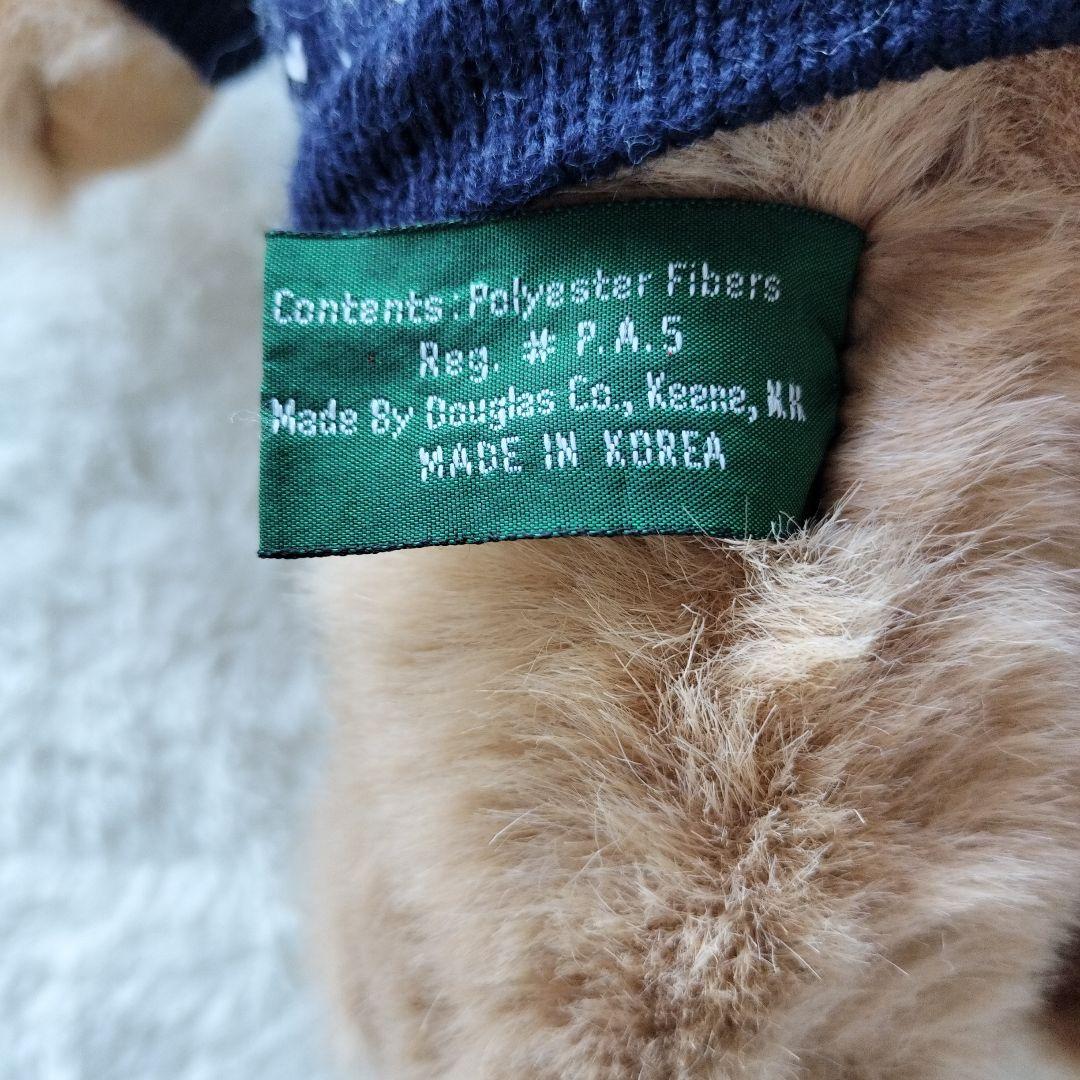 Contents: Polyester Fibers
Reg. # P.A.5
Made By Douglas Co., Keene, NH
MADE IN KOREA